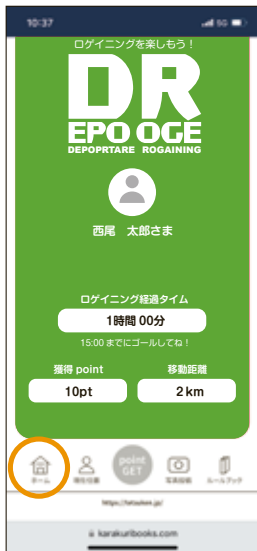 10:37
5G
ロゲイニングを楽しもう！
DR
EPO OGE
DEPOPRTARE ROGAINING
西尾　太郎さま
ロゲイニング経過タイム
1時間 00分
15:00 までにゴールしてね！
獲得 point 移動距離
10pt 2 km
point
GET
ホーム 現在位置 写真投稿 ルールブック
karakuribooks.com